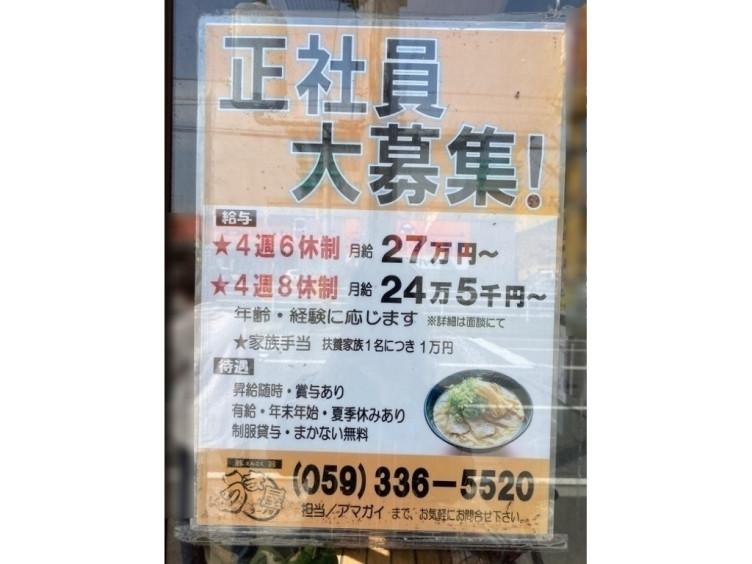 正社員
大募集!
給与
★4週6休制 月給 27万円～
★4週8休制 月給 24万5千円～
年齢・経験に応じます ※詳細は面談にて
★家族手当 扶養家族1名につき1万円
待遇
昇給随時・賞与あり
有給・年末年始・夏季休みあり
制服貸与・まかない無料
(059)336-5520
担当/アマガイ まで、お気軽にお問合せ下さい。